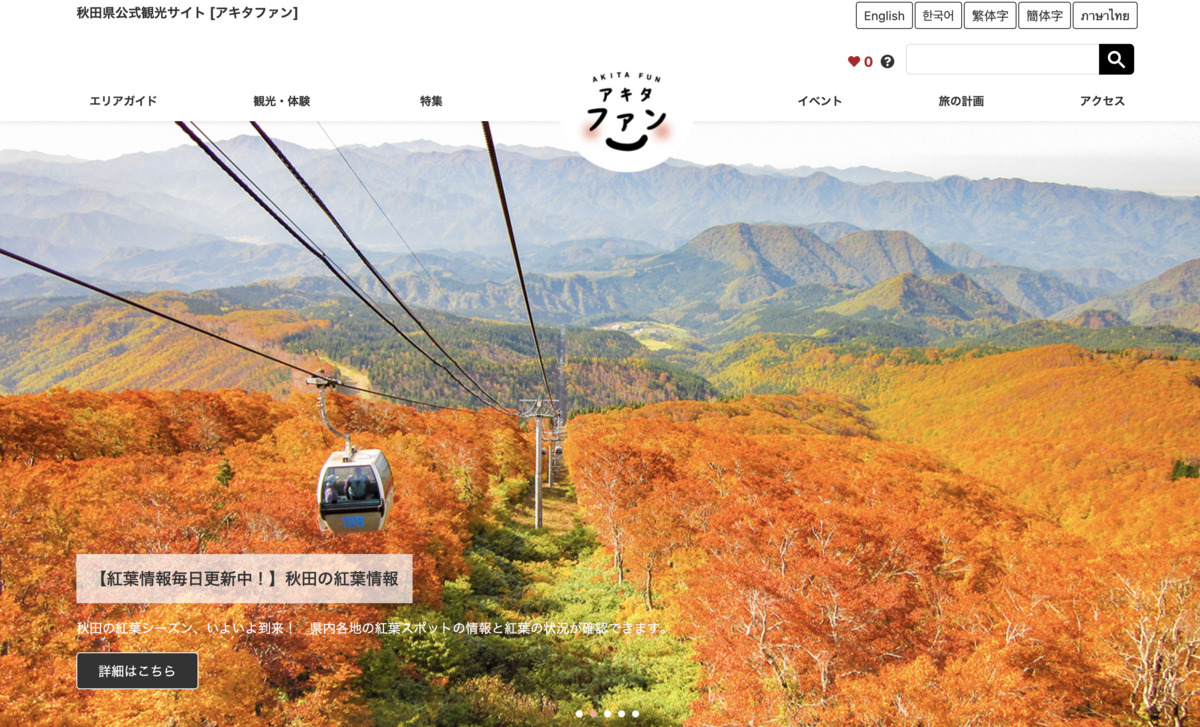 秋田県公式観光サイト [アキタファン]
English
한국어
繁体字
簡体字
ภาษาไทย
0
エリアガイド
観光・体験
特集
AKITA FUN
アキタ
ファン
イベント
旅の計画
アクセス
【紅葉情報毎日更新中！】秋田の紅葉情報
秋田の紅葉シーズン、いよいよ到来！　県内各地の紅葉スポットの情報と紅葉の状況が確認できます。
詳細はこちら